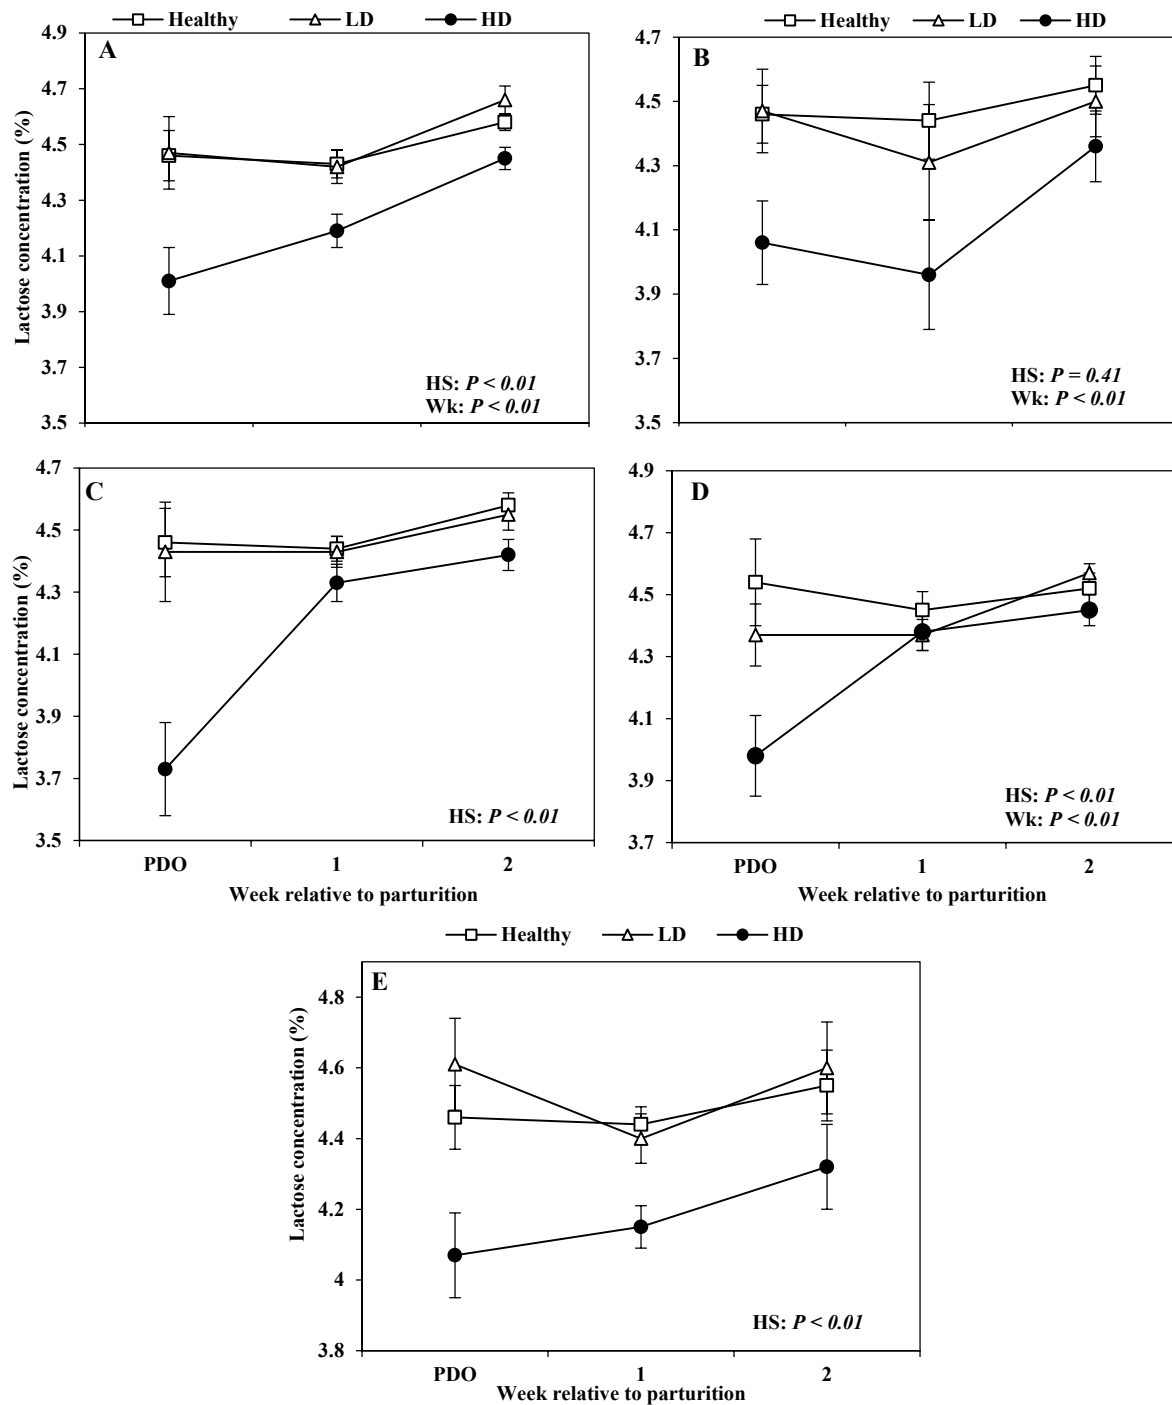 Healthy LD HD
A
4.9
4.7
4.5
4.3
4.1
3.9
3.7
3.5
Lactose concentration (%)
HS: P < 0.01
Wk: P < 0.01
Healthy LD HD
B
4.7
4.5
4.3
4.1
3.9
3.7
3.5
HS: P = 0.41
Wk: P < 0.01
C
4.7
4.5
4.3
4.1
3.9
3.7
3.5
Lactose concentration (%)
HS: P < 0.01
PDO 1 2
Week relative to parturition
D
4.9
4.7
4.5
4.3
4.1
3.9
3.7
HS: P < 0.01
Wk: P < 0.01
PDO 1 2
Week relative to parturition
Healthy LD HD
E
4.8
4.6
4.4
4.2
4
3.8
Lactose concentration (%)
HS: P < 0.01
PDO 1 2
Week relative to parturition